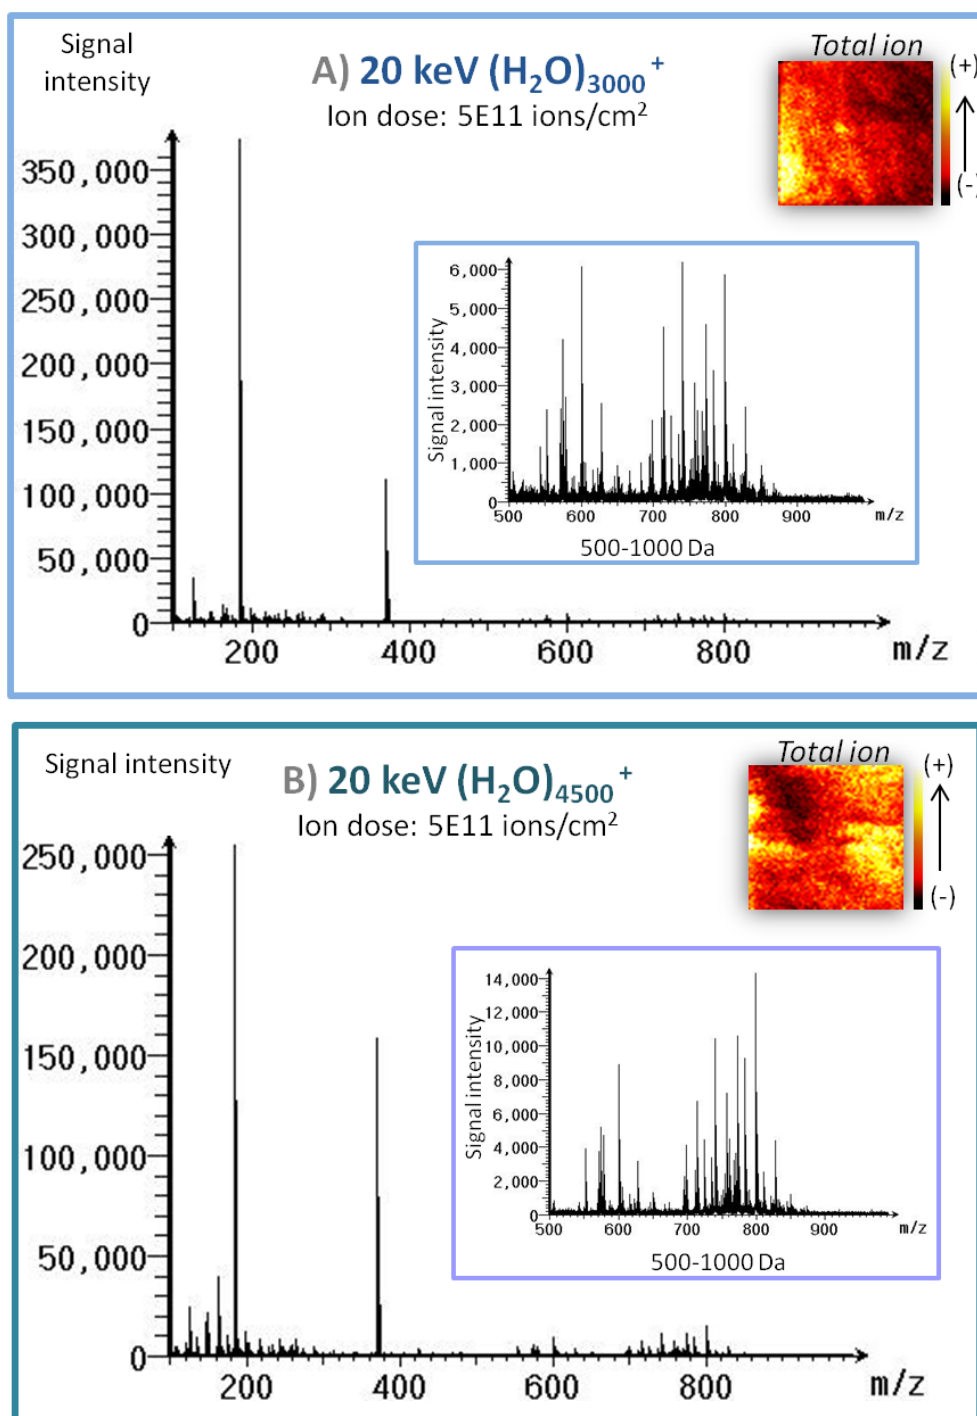 Signal
intensity
A) 20 keV (H₂O)₃₀₀₀⁺
Ion dose: 5E11 ions/cm²
Total ion
(+)
(-)
350,000
300,000
250,000
200,000
150,000
100,000
50,000
0
200 400 600 800 m/z
Signal intensity
6,000
5,000
4,000
3,000
2,000
1,000
0
500 600 700 800 900 m/z
500-1000 Da
Signal intensity
B) 20 keV (H₂O)₄₅₀₀⁺
Ion dose: 5E11 ions/cm²
Total ion
(+)
(-)
250,000
200,000
150,000
100,000
50,000
0
200 400 600 800 m/z
Signal intensity
14,000
12,000
10,000
8,000
6,000
4,000
2,000
0
500 600 700 800 900 m/z
500-1000 Da